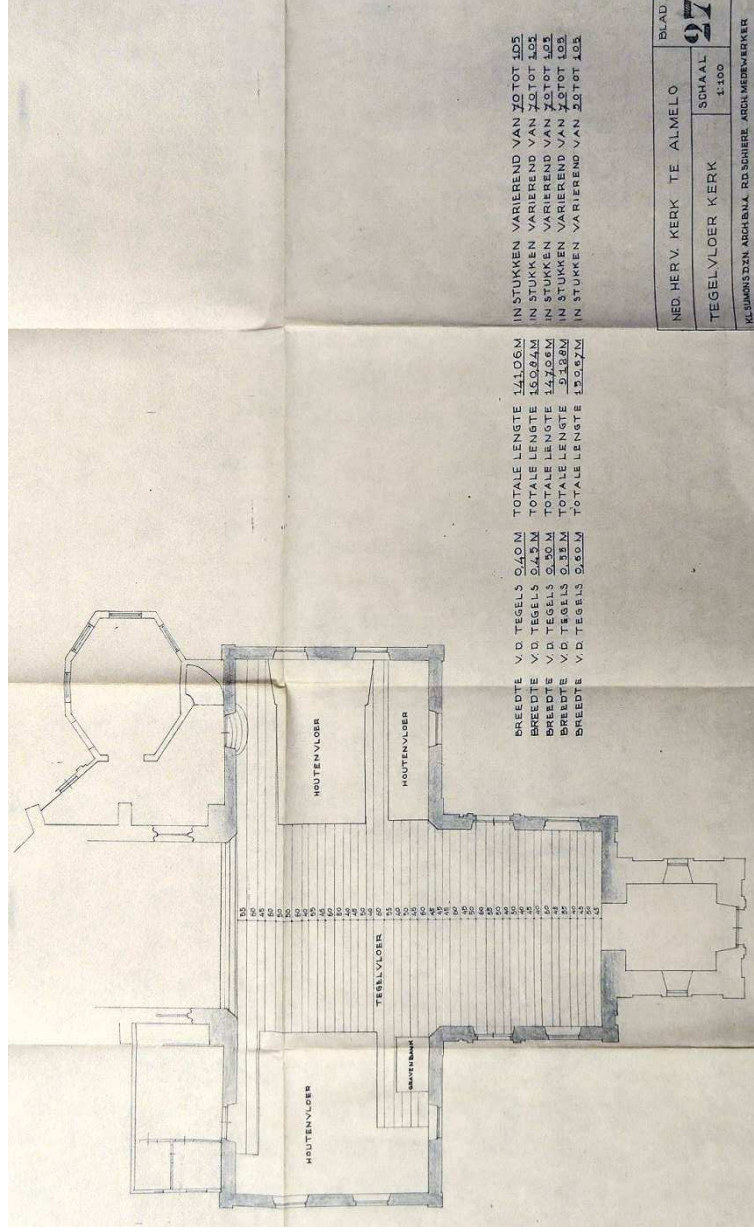 BREEDTE V.D. TEGELS 0,40 M TOTALE LENGTE 141,06 M IN STUKKEN VARIEREND VAN 70 TOT 105
BREEDTE V.D. TEGELS 0,45 M TOTALE LENGTE 160,84 M IN STUKKEN VARIEREND VAN 70 TOT 105
BREEDTE V.D. TEGELS 0,50 M TOTALE LENGTE 147,06 M IN STUKKEN VARIEREND VAN 70 TOT 105
BREEDTE V.D. TEGELS 0,55 M TOTALE LENGTE IN STUKKEN VARIEREND VAN 70 TOT 105
BREEDTE V.D. TEGELS 0,60 M TOTALE LENGTE 150,67 M IN STUKKEN VARIEREND VAN 50 TOT 105
HOUTENVLOER
HOUTENVLOER
TEGELVLOER
HOUTENVLOER
GRAVENBANK
NED. HERV. KERK TE ALMELO
BLAD
27
TEGELVLOER KERK
SCHAAL
1:100
KL. SIJMONS DZN. ARCH. B.N.A. R.D. SCHIERE ARCH. MEDEWERKER